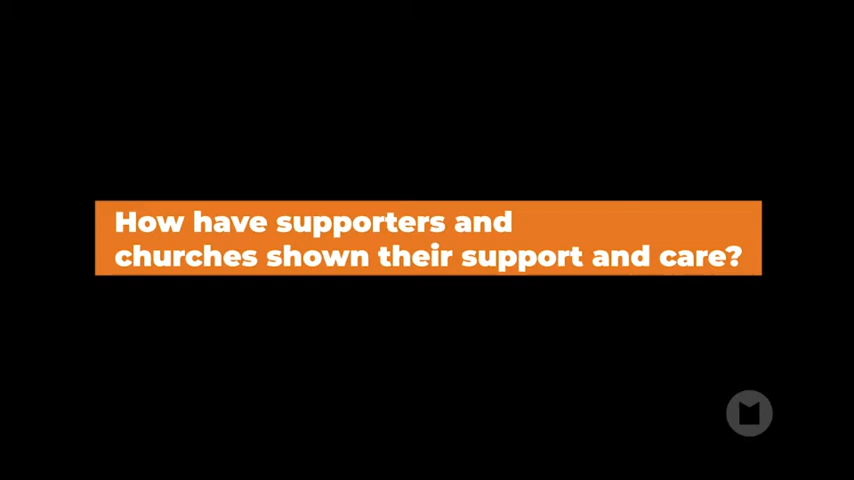 How have supporters and
churches shown their support and care?